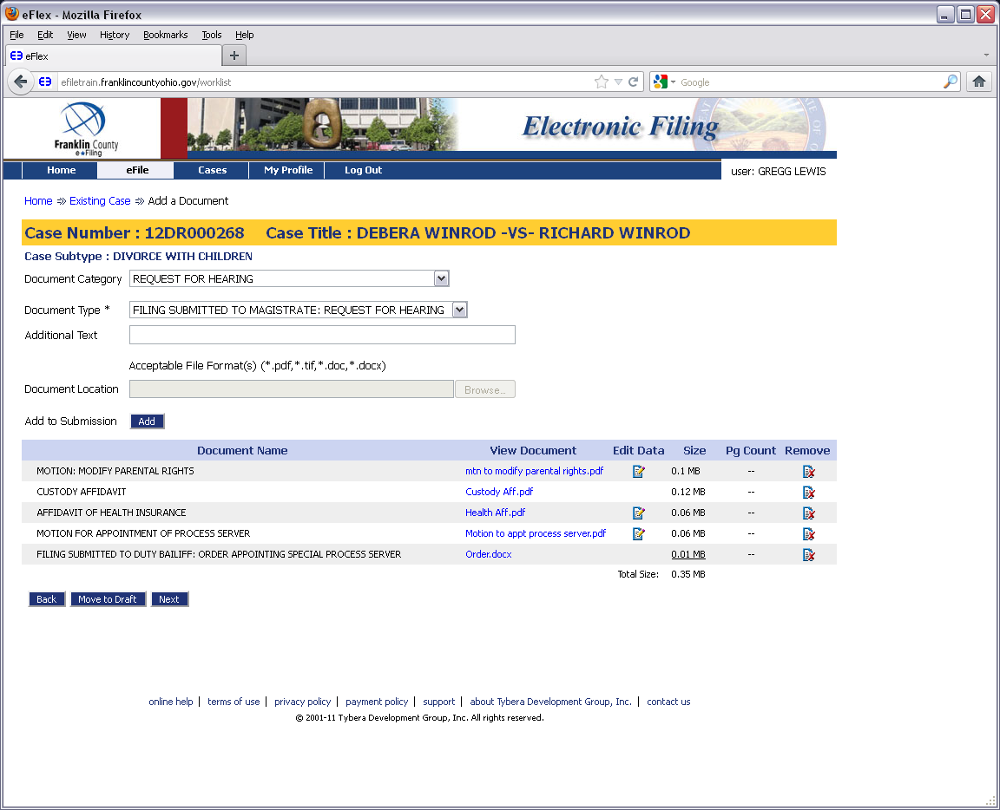 eFlex - Mozilla Firefox
File Edit View History Bookmarks Tools Help
eFlex
efiletrain.franklincountyohio.gov/worklist
Google
Franklin County
e★Filing
Electronic Filing
Home eFile Cases My Profile Log Out
user: GREGG LEWIS
Home ⇒ Existing Case ⇒ Add a Document
Case Number : 12DR000268 Case Title : DEBERA WINROD -VS- RICHARD WINROD
Case Subtype : DIVORCE WITH CHILDREN
Document Category REQUEST FOR HEARING
Document Type * FILING SUBMITTED TO MAGISTRATE: REQUEST FOR HEARING
Additional Text
Acceptable File Format(s) (*.pdf,*.tif,*.doc,*.docx)
Document Location Browse...
Add to Submission Add
Document Name View Document Edit Data Size Pg Count Remove
MOTION: MODIFY PARENTAL RIGHTS mtn to modify parental rights.pdf 0.1 MB --
CUSTODY AFFIDAVIT Custody Aff.pdf 0.12 MB --
AFFIDAVIT OF HEALTH INSURANCE Health Aff.pdf 0.06 MB --
MOTION FOR APPOINTMENT OF PROCESS SERVER Motion to appt process server.pdf 0.06 MB --
FILING SUBMITTED TO DUTY BAILIFF: ORDER APPOINTING SPECIAL PROCESS SERVER Order.docx 0.01 MB --
Total Size: 0.35 MB
Back Move to Draft Next
online help | terms of use | privacy policy | payment policy | support | about Tybera Development Group, Inc. | contact us
© 2001-11 Tybera Development Group, Inc. All rights reserved.